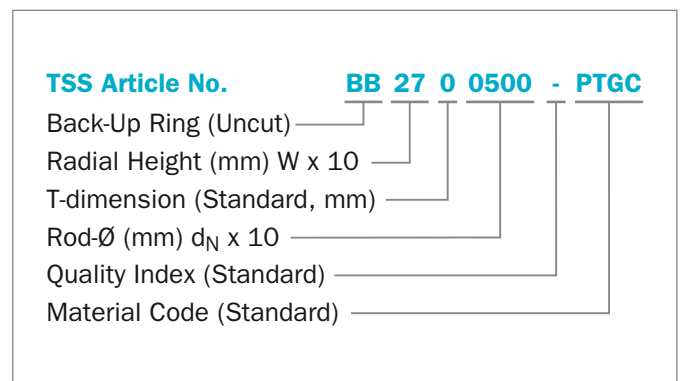 TSS Article No. BB 27 0 0500 - PTGC
Back-Up Ring (Uncut)
Radial Height (mm) W x 10
T-dimension (Standard, mm)
Rod-Ø (mm) dN x 10
Quality Index (Standard)
Material Code (Standard)